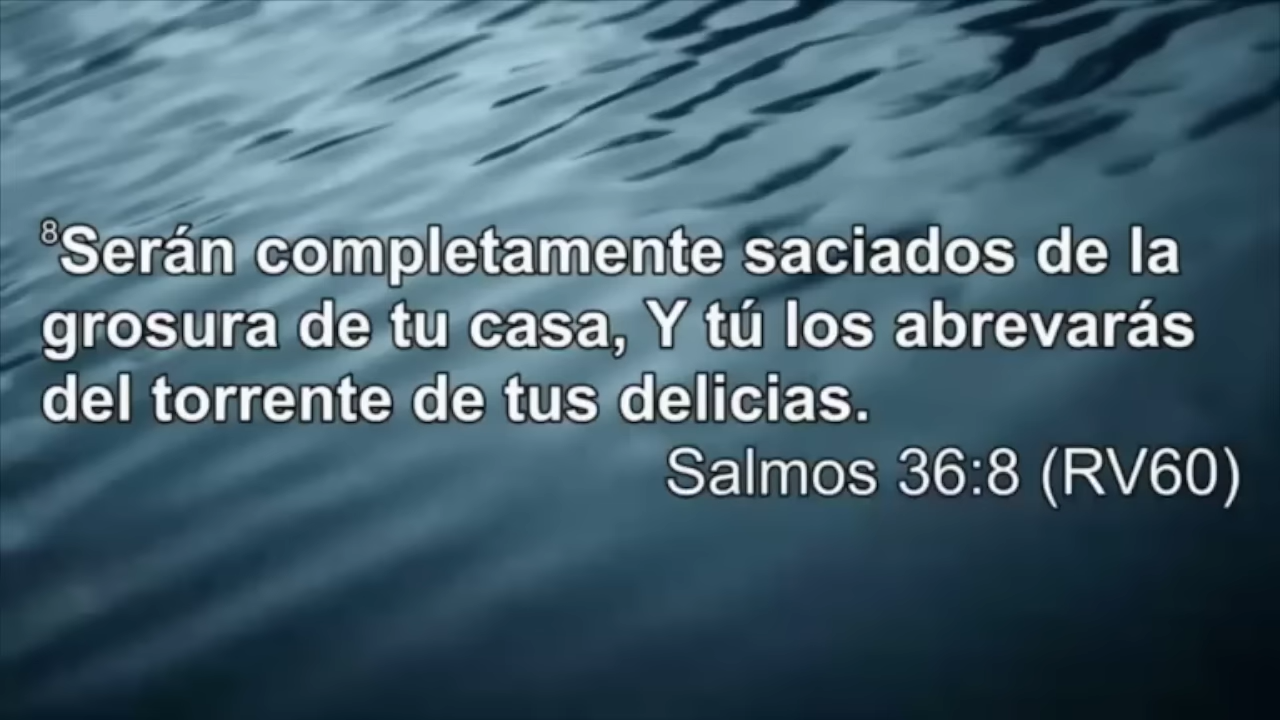 ⁸Serán completamente saciados de la
grosura de tu casa, Y tú los abrevarás
del torrente de tus delicias.
Salmos 36:8 (RV60)